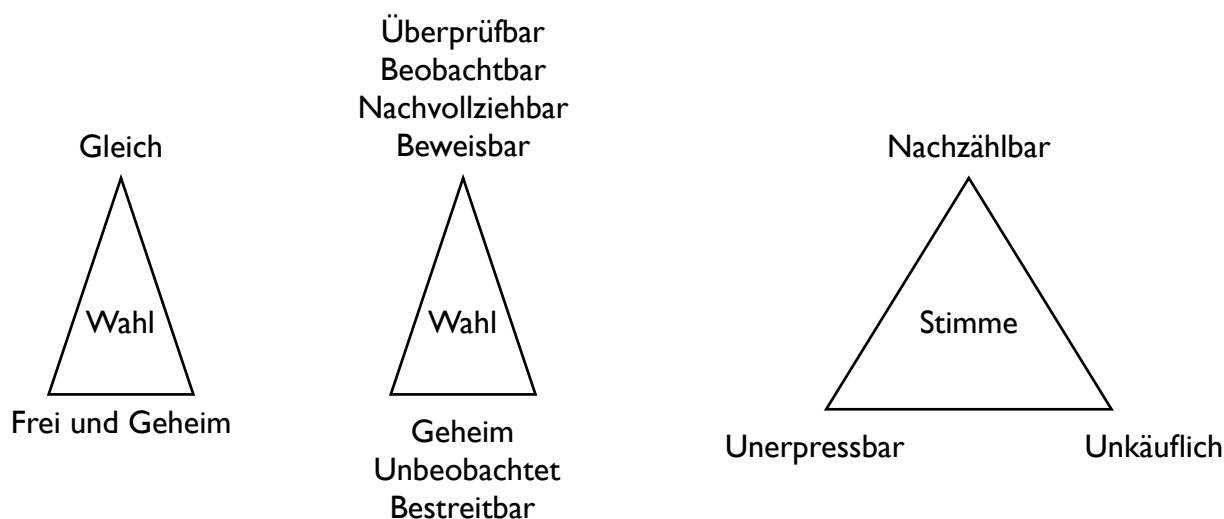 Gleich
Wahl
Frei und Geheim
Überprüfbar
Beobachtbar
Nachvollziehbar
Beweisbar
Wahl
Geheim
Unbeobachtet
Bestreitbar
Nachzählbar
Stimme
Unerpressbar
Unkäuflich